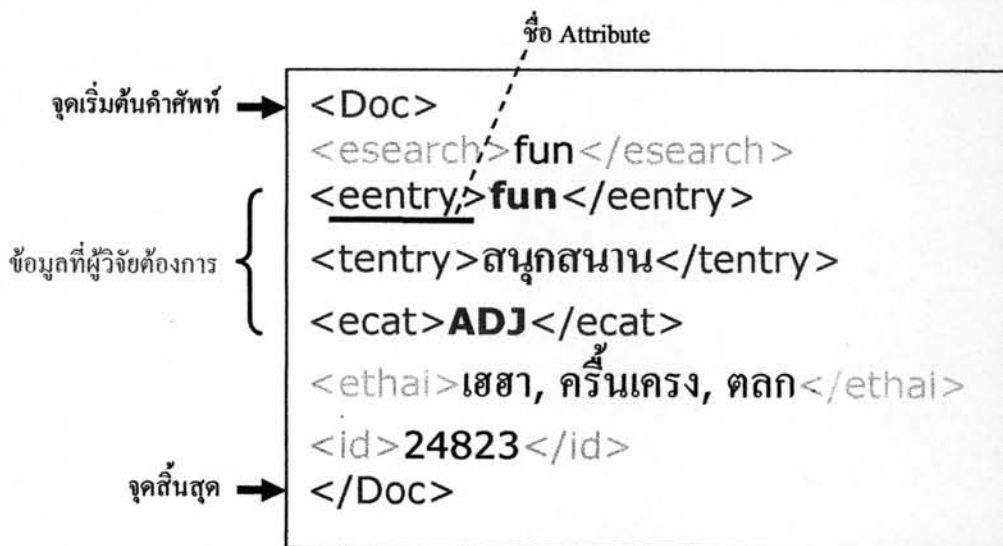 ชื่อ Attribute
จุดเริ่มต้นคำศัพท์ <Doc>
<esearch>fun</esearch>
<eentry>fun</eentry>
ข้อมูลที่ผู้วิจัยต้องการ <tentry>สนุกสนาน</tentry>
<ecat>ADJ</ecat>
<ethai>เฮฮา, ครื้นเครง, ตลก</ethai>
<id>24823</id>
จุดสิ้นสุด </Doc>